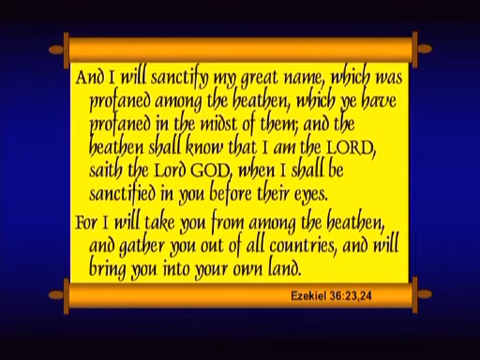 And I will sanctify my great name, which was
profaned among the heathen, which ye have
profaned in the midst of them; and the
heathen shall know that I am the LORD,
saith the Lord GOD, when I shall be
sanctified in you before their eyes.
For I will take you from among the heathen,
and gather you out of all countries, and will
bring you into your own land.
Ezekiel 36:23,24